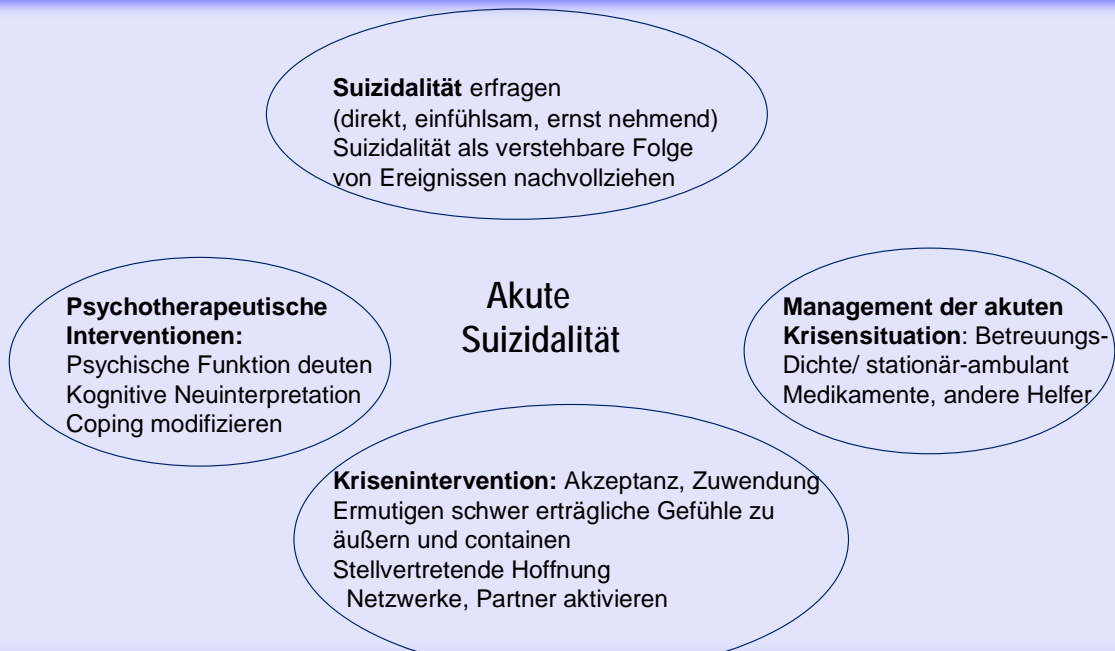 Suizidalität erfragen
(direkt, einfühlsam, ernst nehmend)
Suizidalität als verstehbare Folge
von Ereignissen nachvollziehen
Akute
Suizidalität
Psychotherapeutische
Interventionen:
Psychische Funktion deuten
Kognitive Neuinterpretation
Coping modifizieren
Management der akuten
Krisensituation: Betreuungs-
Dichte/ stationär-ambulant
Medikamente, andere Helfer
Krisenintervention: Akzeptanz, Zuwendung
Ermutigen schwer erträgliche Gefühle zu
äußern und containen
Stellvertretende Hoffnung
Netzwerke, Partner aktivieren